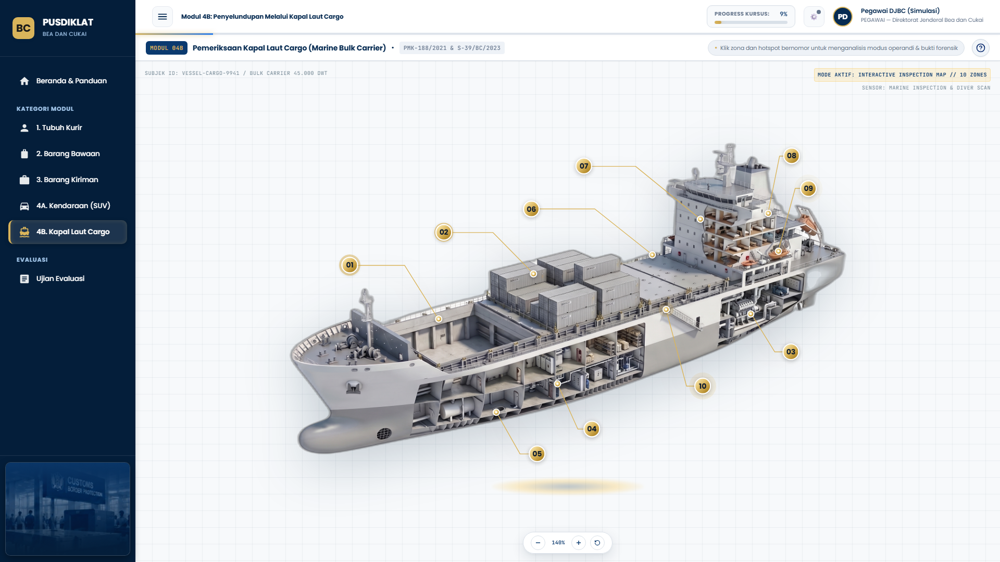 BC
PUSDIKLAT
BEA DAN CUKAI
Beranda & Panduan
KATEGORI MODUL
1. Tubuh Kurir
2. Barang Bawaan
3. Barang Kiriman
4A. Kendaraan (SUV)
4B. Kapal Laut Cargo
EVALUASI
Ujian Evaluasi
CUSTOMS
BORDER PROTECTION
Modul 4B: Penyelundupan Melalui Kapal Laut Cargo
PROGRESS KURSUS: 9%
PD
Pegawai DJBC (Simulasi)
PEGAWAI — Direktorat Jenderal Bea dan Cukai
MODUL 04B Pemeriksaan Kapal Laut Cargo (Marine Bulk Carrier) • PMK-188/2021 & S-39/BC/2023
• Klik zona dan hotspot bernomor untuk menganalisis modus operandi & bukti forensik
SUBJEK ID: VESSEL-CARGO-9941 / BULK CARRIER 45.000 DWT
MODE AKTIF: INTERACTIVE INSPECTION MAP // 10 ZONES
SENSOR: MARINE INSPECTION & DIVER SCAN
08
07
09
06
02
01
03
10
04
05
− 140% +